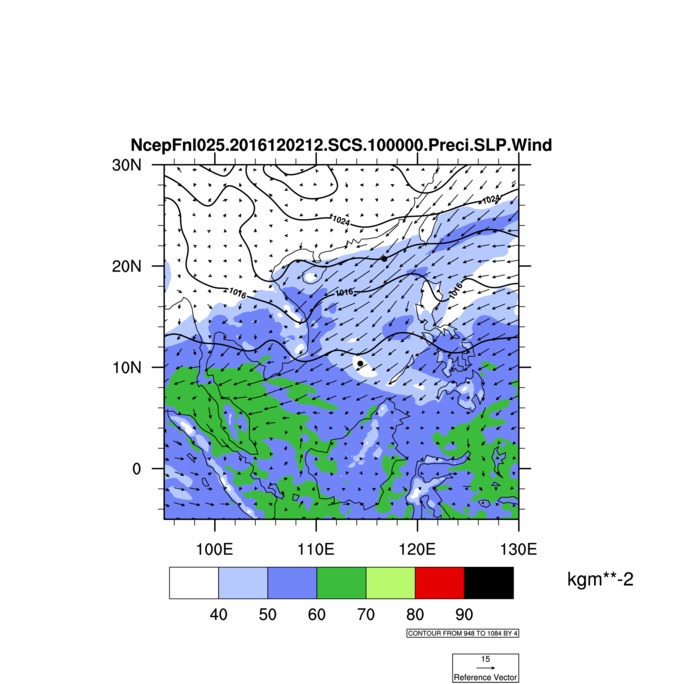 NcepFnl025.2016120212.SCS.100000.Preci.SLP.Wind
30N
1024
1024
20N
1016
1016
1016
10N
0
100E 110E 120E 130E
kgm**-2
40 50 60 70 80 90
CONTOUR FROM 948 TO 1084 BY 4
15
Reference Vector